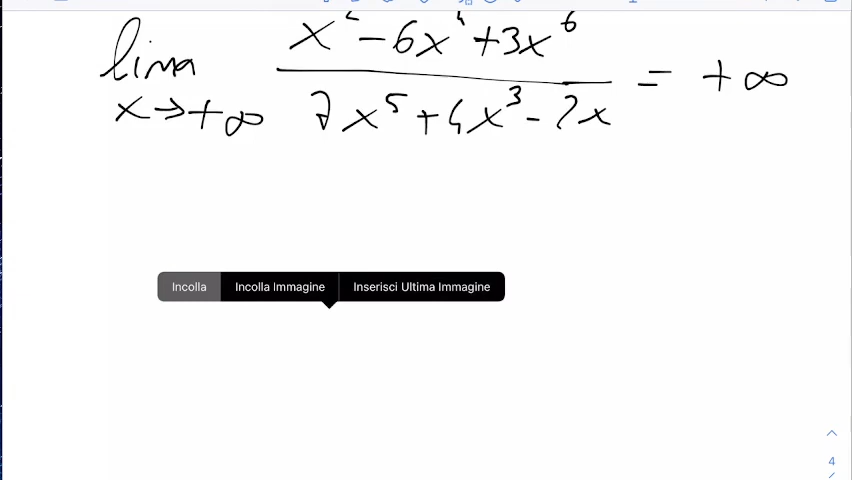 lim x² - 6x⁴ + 3x⁶ = +∞
x→+∞ 2x⁵ + 4x³ - 2x
Incolla Incolla Immagine Inserisci Ultima Immagine
4